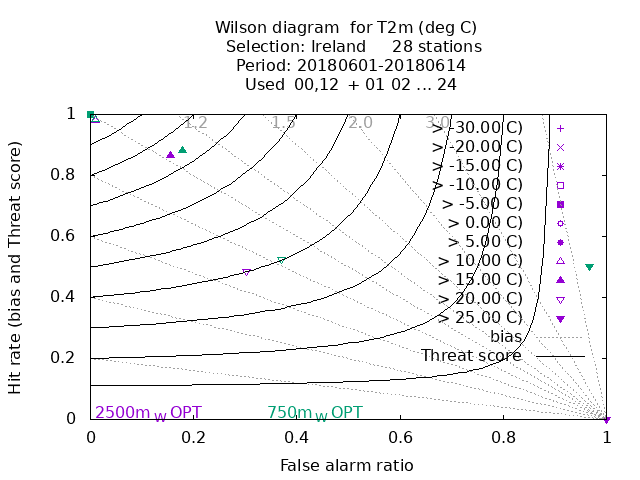 Wilson diagram  for T2m (deg C)
Selection: Ireland     28 stations
Period: 20180601-20180614
Used  00,12  + 01 02 ... 24
Hit rate (bias and Threat score)
1
0.8
0.6
0.4
0.2
0
1.2
1.5
2.0
3.0
> -30.00 C)
> -20.00 C)
> -15.00 C)
> -10.00 C)
> -5.00 C)
> 0.00 C)
> 5.00 C)
> 10.00 C)
> 15.00 C)
> 20.00 C)
> 25.00 C)
bias
Threat score
2500m_W OPT 750m_W OPT
0 0.2 0.4 0.6 0.8 1
False alarm ratio